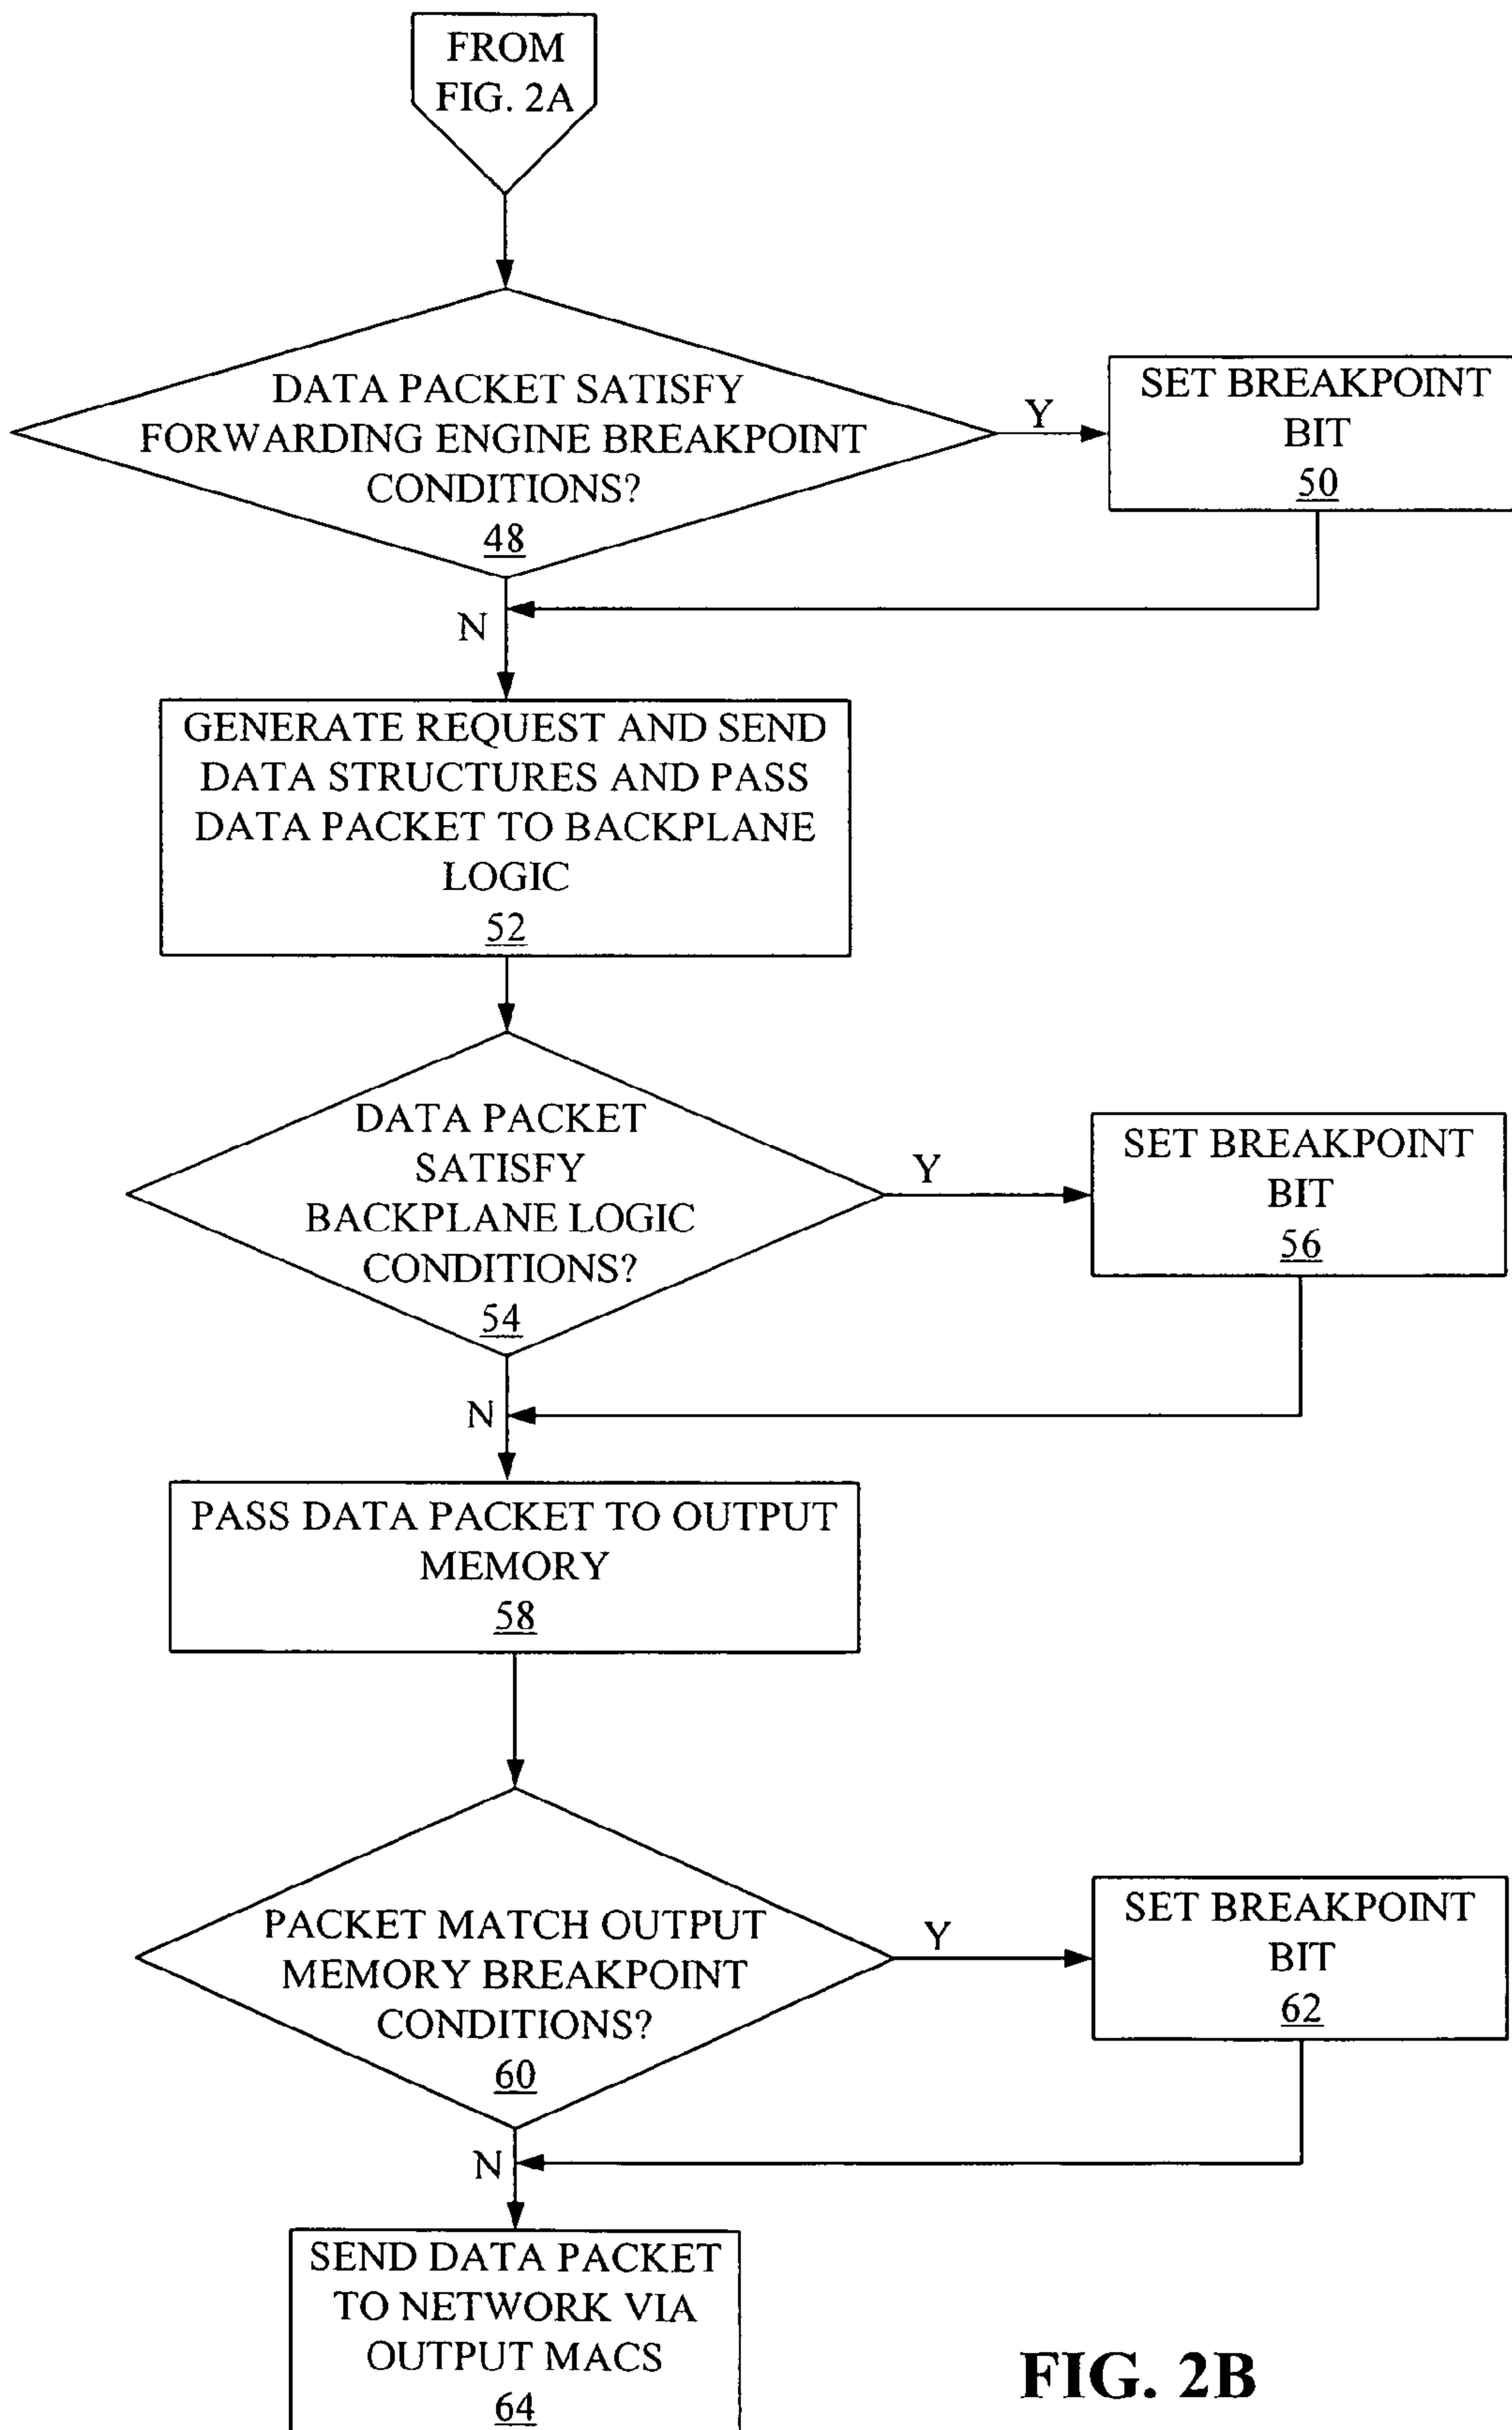 FROM
FIG. 2A
DATA PACKET SATISFY
FORWARDING ENGINE BREAKPOINT
CONDITIONS?
48
Y
SET BREAKPOINT
BIT
50
N
GENERATE REQUEST AND SEND
DATA STRUCTURES AND PASS
DATA PACKET TO BACKPLANE
LOGIC
52
DATA PACKET
SATISFY
BACKPLANE LOGIC
CONDITIONS?
54
Y
SET BREAKPOINT
BIT
56
N
PASS DATA PACKET TO OUTPUT
MEMORY
58
PACKET MATCH OUTPUT
MEMORY BREAKPOINT
CONDITIONS?
60
Y
SET BREAKPOINT
BIT
62
N
SEND DATA PACKET
TO NETWORK VIA
OUTPUT MACS
64
FIG. 2B